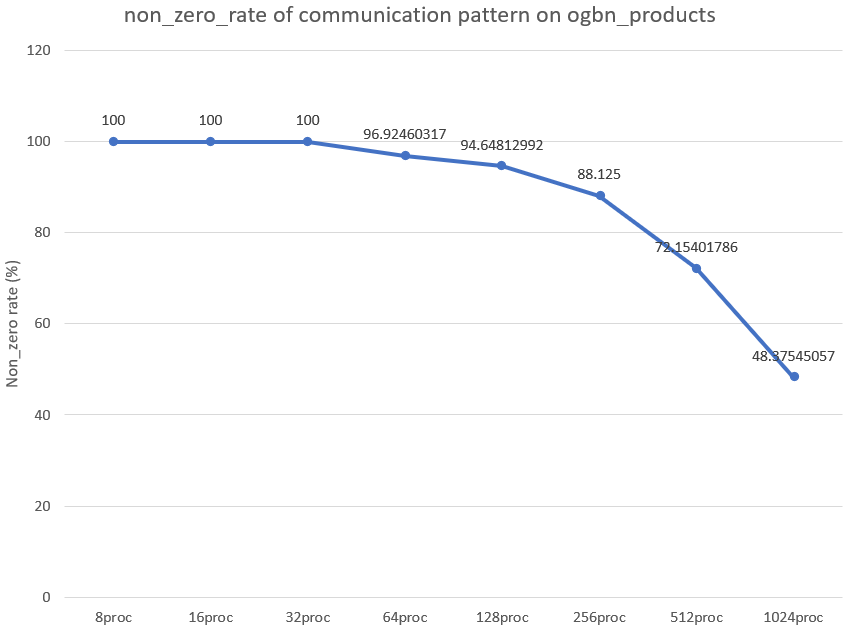 non_zero_rate of communication pattern on ogbn_products
120
100
80
60
40
20
0
Non_zero rate (%)
100
100
100
96.92460317
94.64812992
88.125
72.15401786
48.37545057
8proc
16proc
32proc
64proc
128proc
256proc
512proc
1024proc